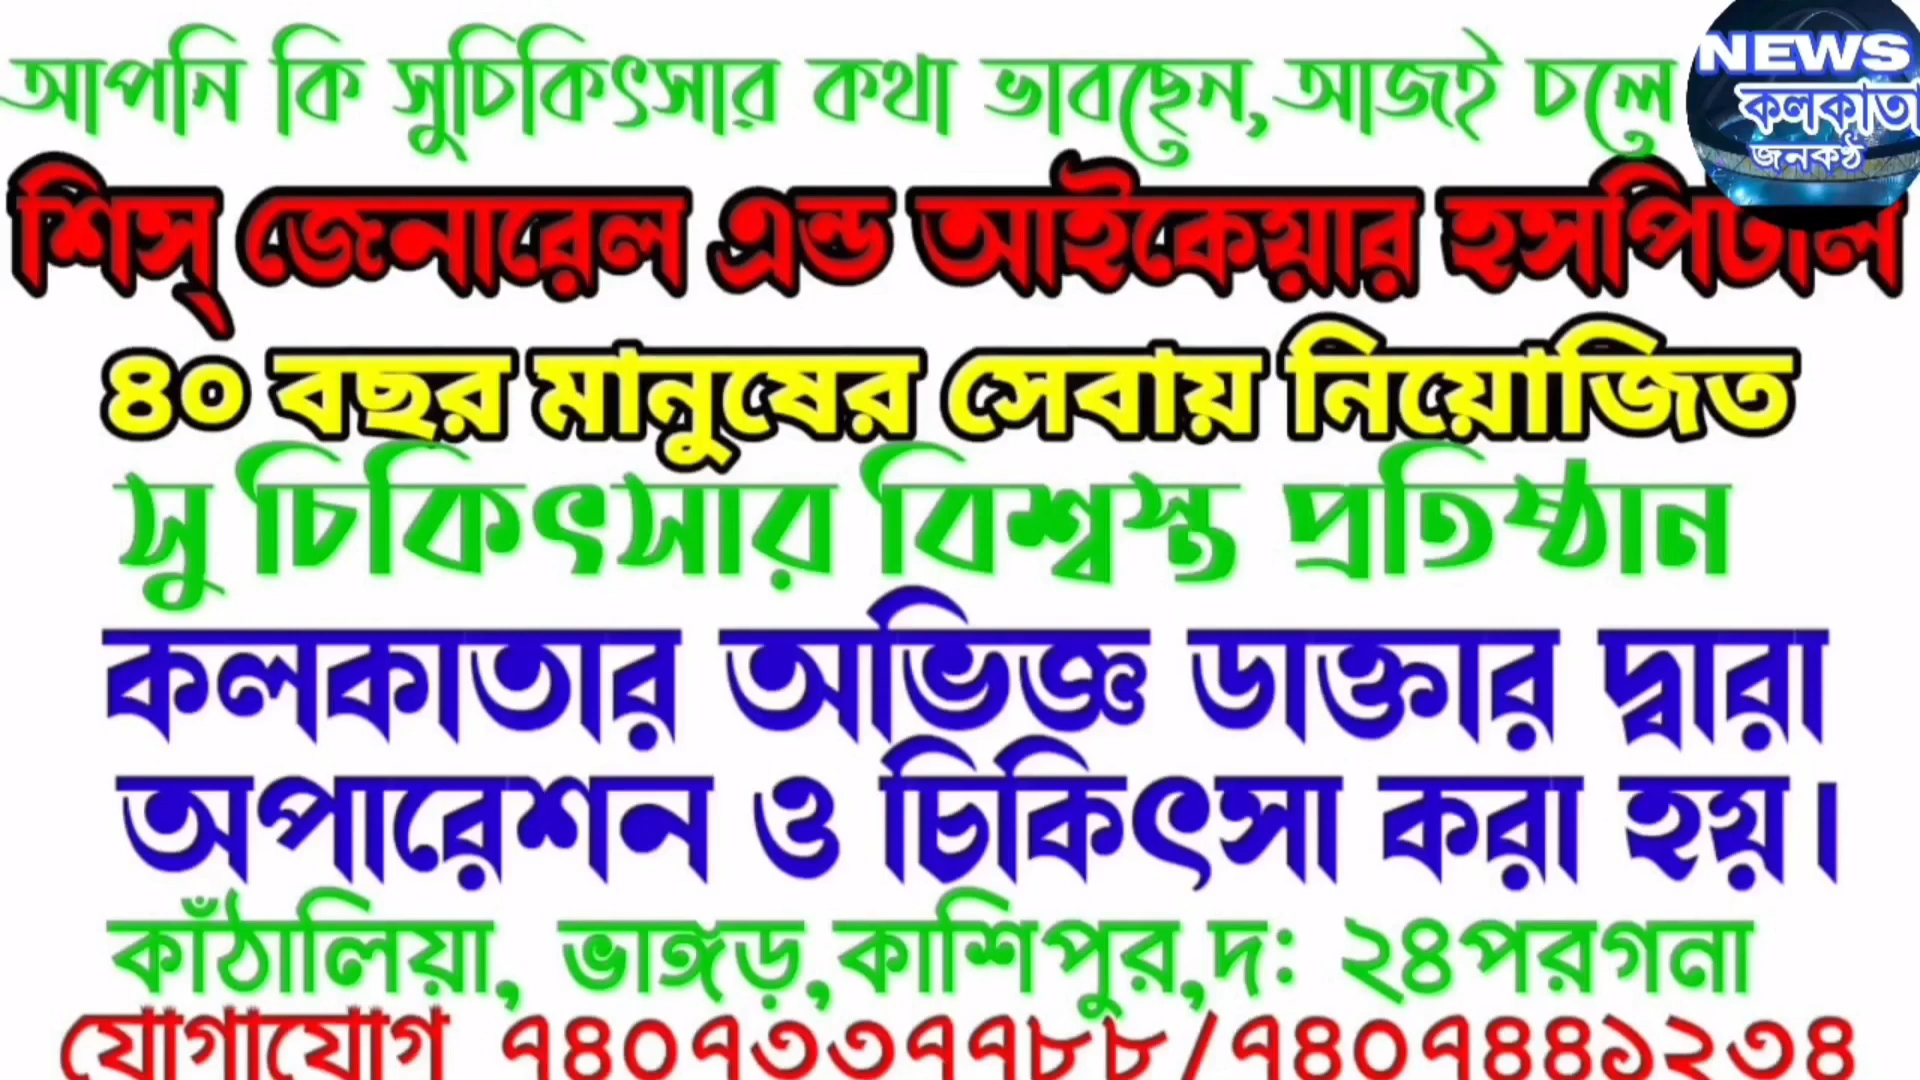 আপনি কি সুচিকিৎসার কথা ভাবছেন,আজই চলে
NEWS
কলকাতা
জনকণ্ঠ
শিস্ জেনারেল এন্ড আইকেয়ার হসপিটাল
৪০ বছর মানুষের সেবায় নিয়োজিত
সু চিকিৎসার বিশ্বস্ত প্রতিষ্ঠান
কলকাতার অভিজ্ঞ ডাক্তার দ্বারা
অপারেশন ও চিকিৎসা করা হয়।
কাঁঠালিয়া, ভাঙ্গড়,কাশিপুর,দ: ২৪পরগনা
যোগাযোগ ৭৪০৭৩৩৭৭৮৮/৭৪০৭৪৪১২৩৪